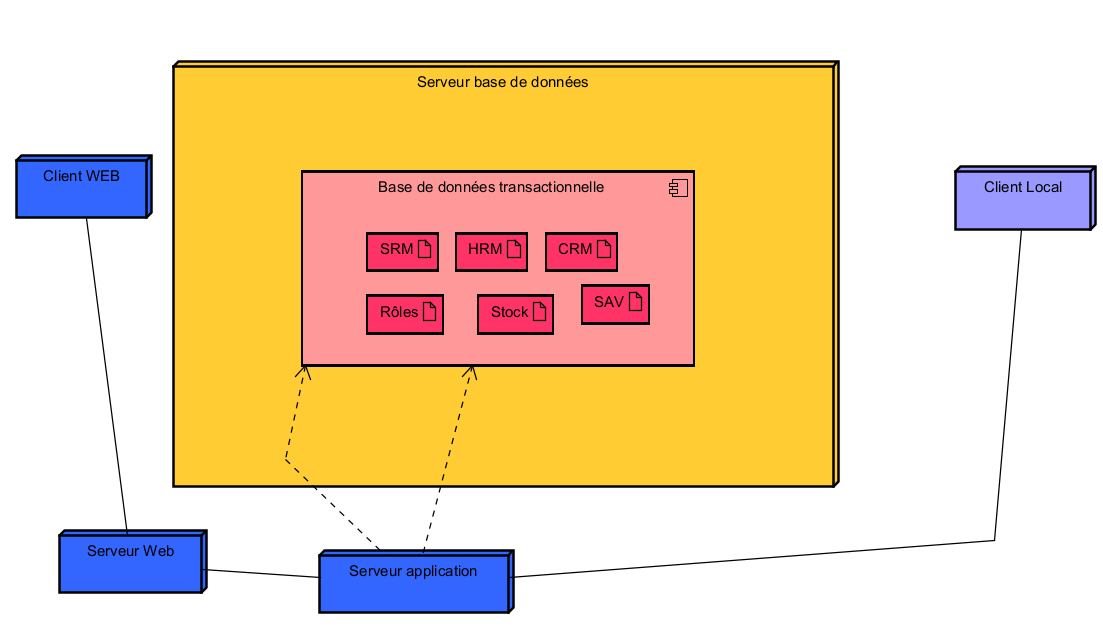 Serveur base de données
Client WEB
Base de données transactionnelle
Client Local
SRM
HRM
CRM
Rôles
Stock
SAV
Serveur Web
Serveur application